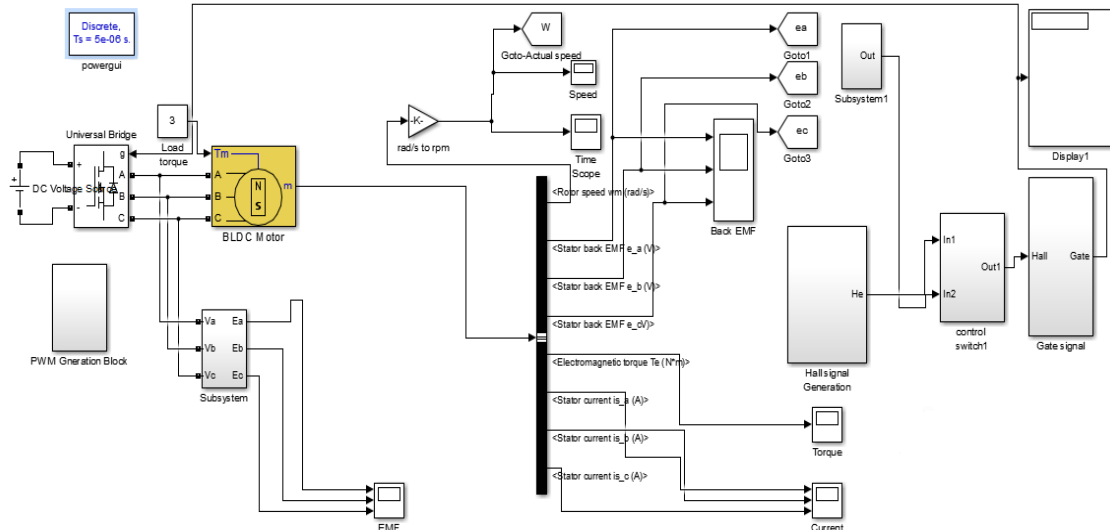 Discrete,
Ts = 5e-06 s.
powergui
W
Goto-Actual speed
Speed
-K-
rad/s to rpm
Time
Scope
ea
Goto1
eb
Goto2
ec
Goto3
Out
Subsystem1
Display1
3
Load
torque
Universal Bridge
g
+
A
B
-
C
+
DC Voltage Source
Tm
A
B
C
N
S
m
BLDC Motor
<Rotor speed wm (rad/s)>
<Stator back EMF e_a (V)>
<Stator back EMF e_b (V)>
<Stator back EMF e_c(V)>
<Electromagnetic torque Te (N*m)>
<Stator current is_a (A)>
<Stator current is_b (A)>
<Stator current is_c (A)>
Back EMF
He
Hall signal
Generation
In1
In2
Out1
control
switch1
Hall
Gate
Gate signal
PWM Gneration Block
Va
Vb
Vc
Ea
Eb
Ec
Subsystem
EMF
Torque
Current